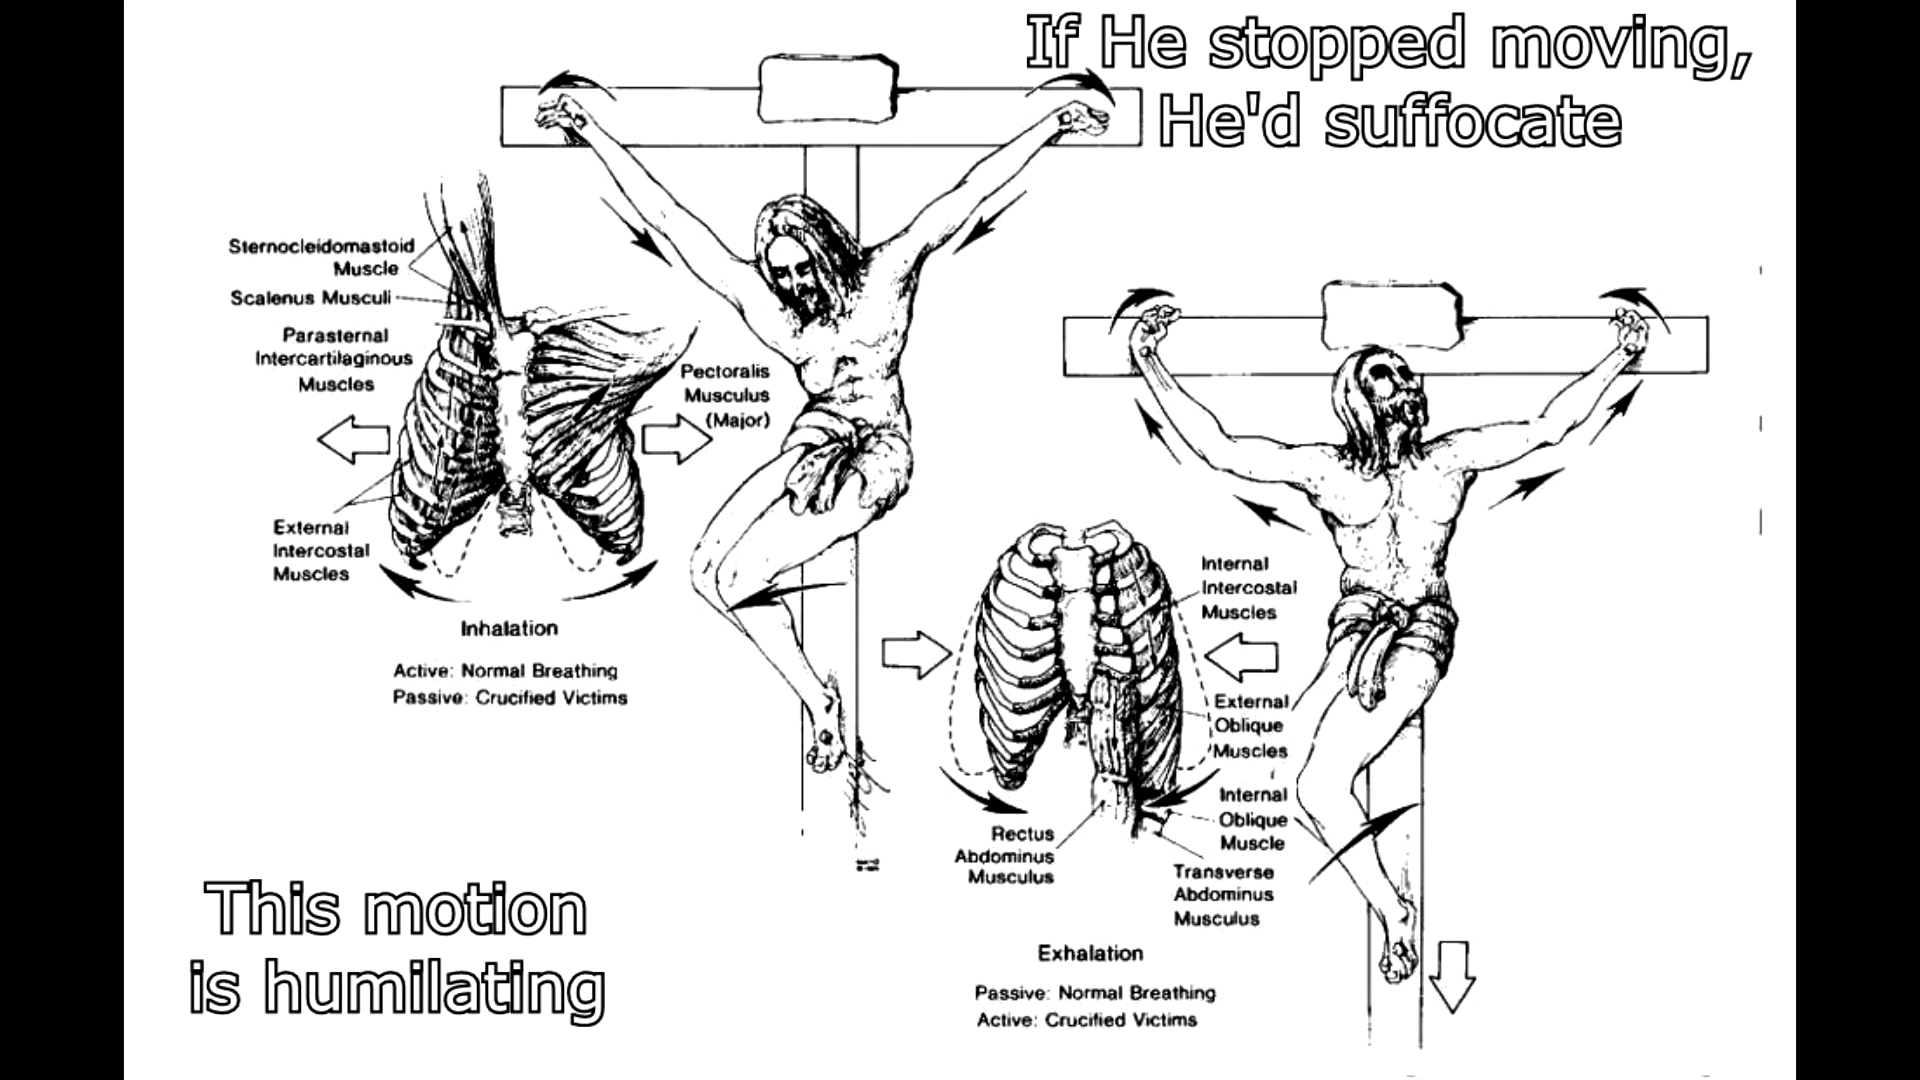 If He stopped moving,
He'd suffocate
Sternocleidomastoid
Muscle
Scalenus Musculi
Parasternal
Intercartilaginous
Muscles
Pectoralis
Musculus
(Major)
External
Intercostal
Muscles
Inhalation
Active: Normal Breathing
Passive: Crucified Victims
Internal
Intercostal
Muscles
External
Oblique
Muscles
Internal
Oblique
Muscle
Rectus
Abdominus
Musculus
Transverse
Abdominus
Musculus
Exhalation
Passive: Normal Breathing
Active: Crucified Victims
This motion
is humilating